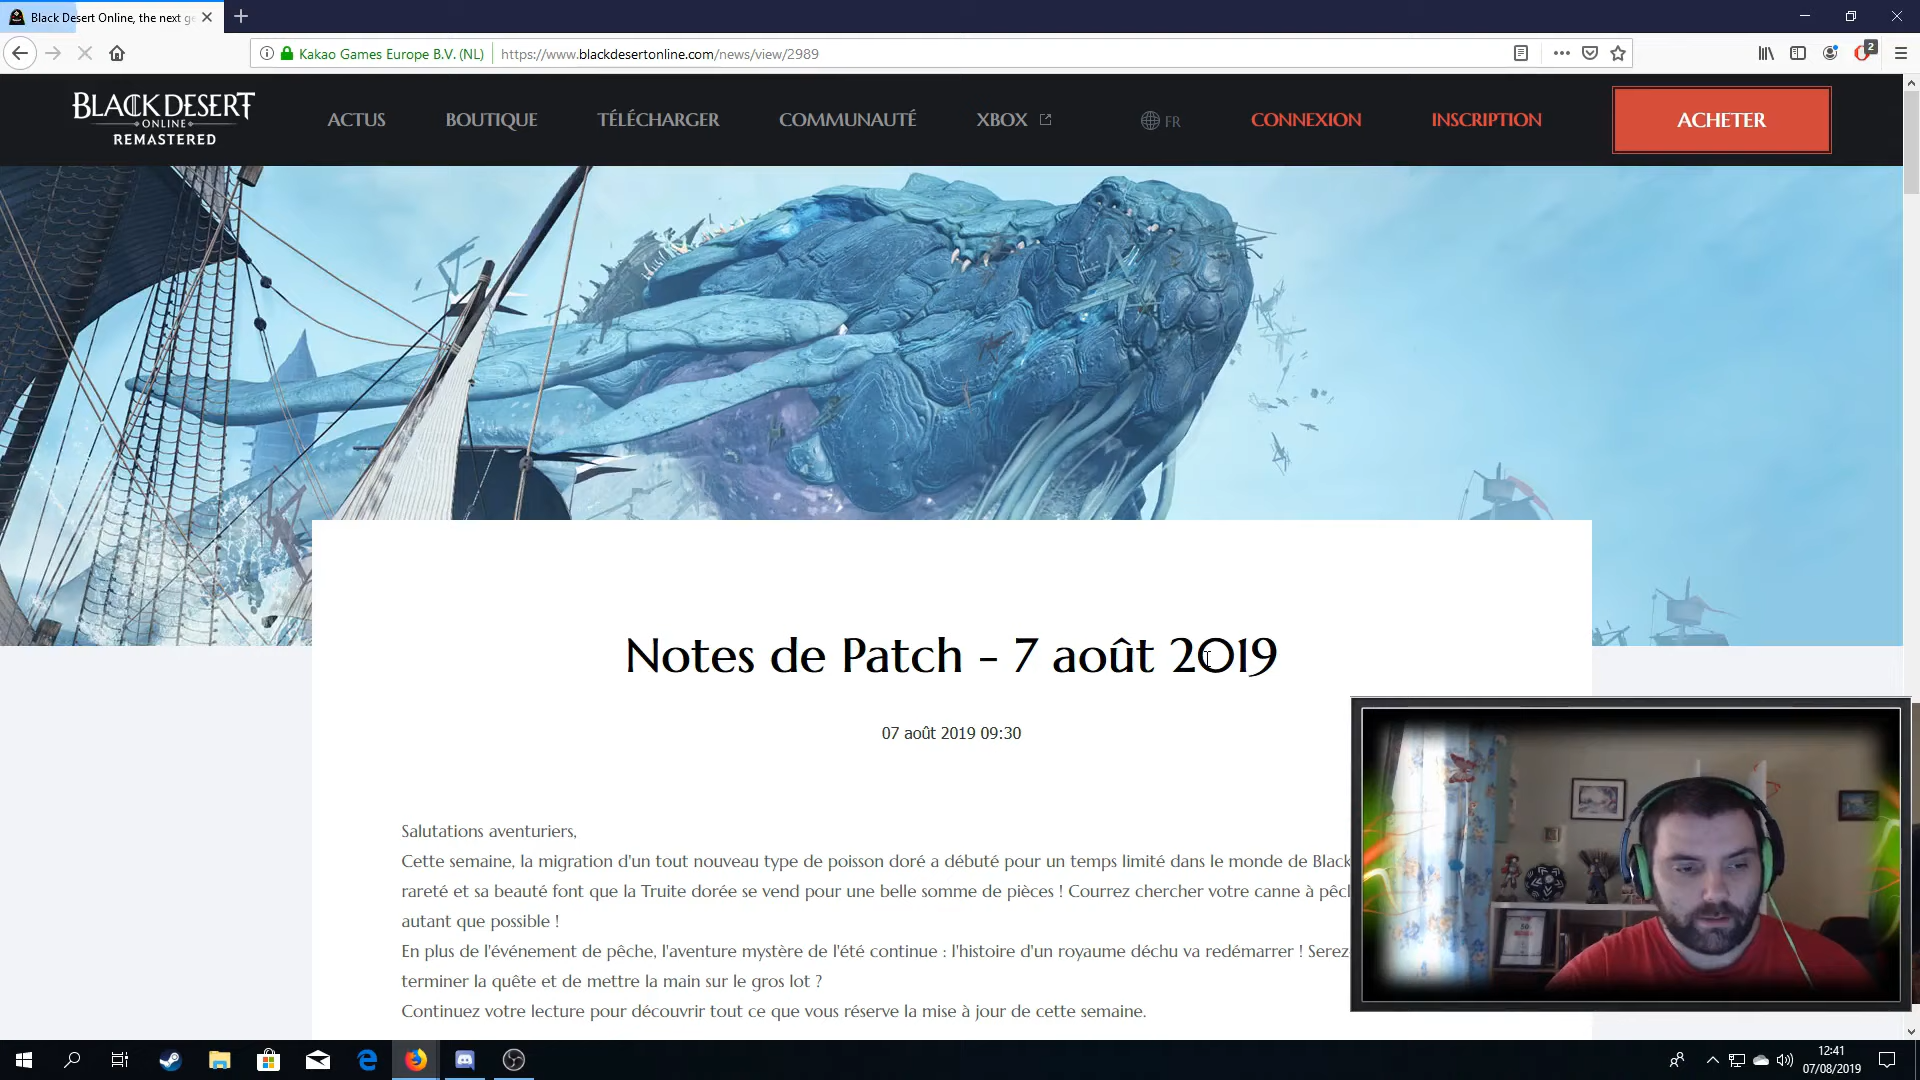 Black Desert Online, the next ge
Kakao Games Europe B.V. (NL)
https://www.blackdesertonline.com/news/view/2989
2
BLACK DESERT
ONLINE
REMASTERED
ACTUS
BOUTIQUE
TÉLÉCHARGER
COMMUNAUTÉ
XBOX
FR
CONNEXION
INSCRIPTION
ACHETER
Notes de Patch - 7 août 2019
07 août 2019 09:30
Salutations aventuriers,
Cette semaine, la migration d'un tout nouveau type de poisson doré a débuté pour un temps limité dans le monde de Black
rareté et sa beauté font que la Truite dorée se vend pour une belle somme de pièces ! Courrez chercher votre canne à
autant que possible !
En plus de l'événement de pêche, l'aventure mystère de l'été continue : l'histoire d'un royaume déchu va redémarrer ! Serez
terminer la quête et de mettre la main sur le gros lot ?
Continuez votre lecture pour découvrir tout ce que vous réserve la mise à jour de cette semaine.
12:41
07/08/2019